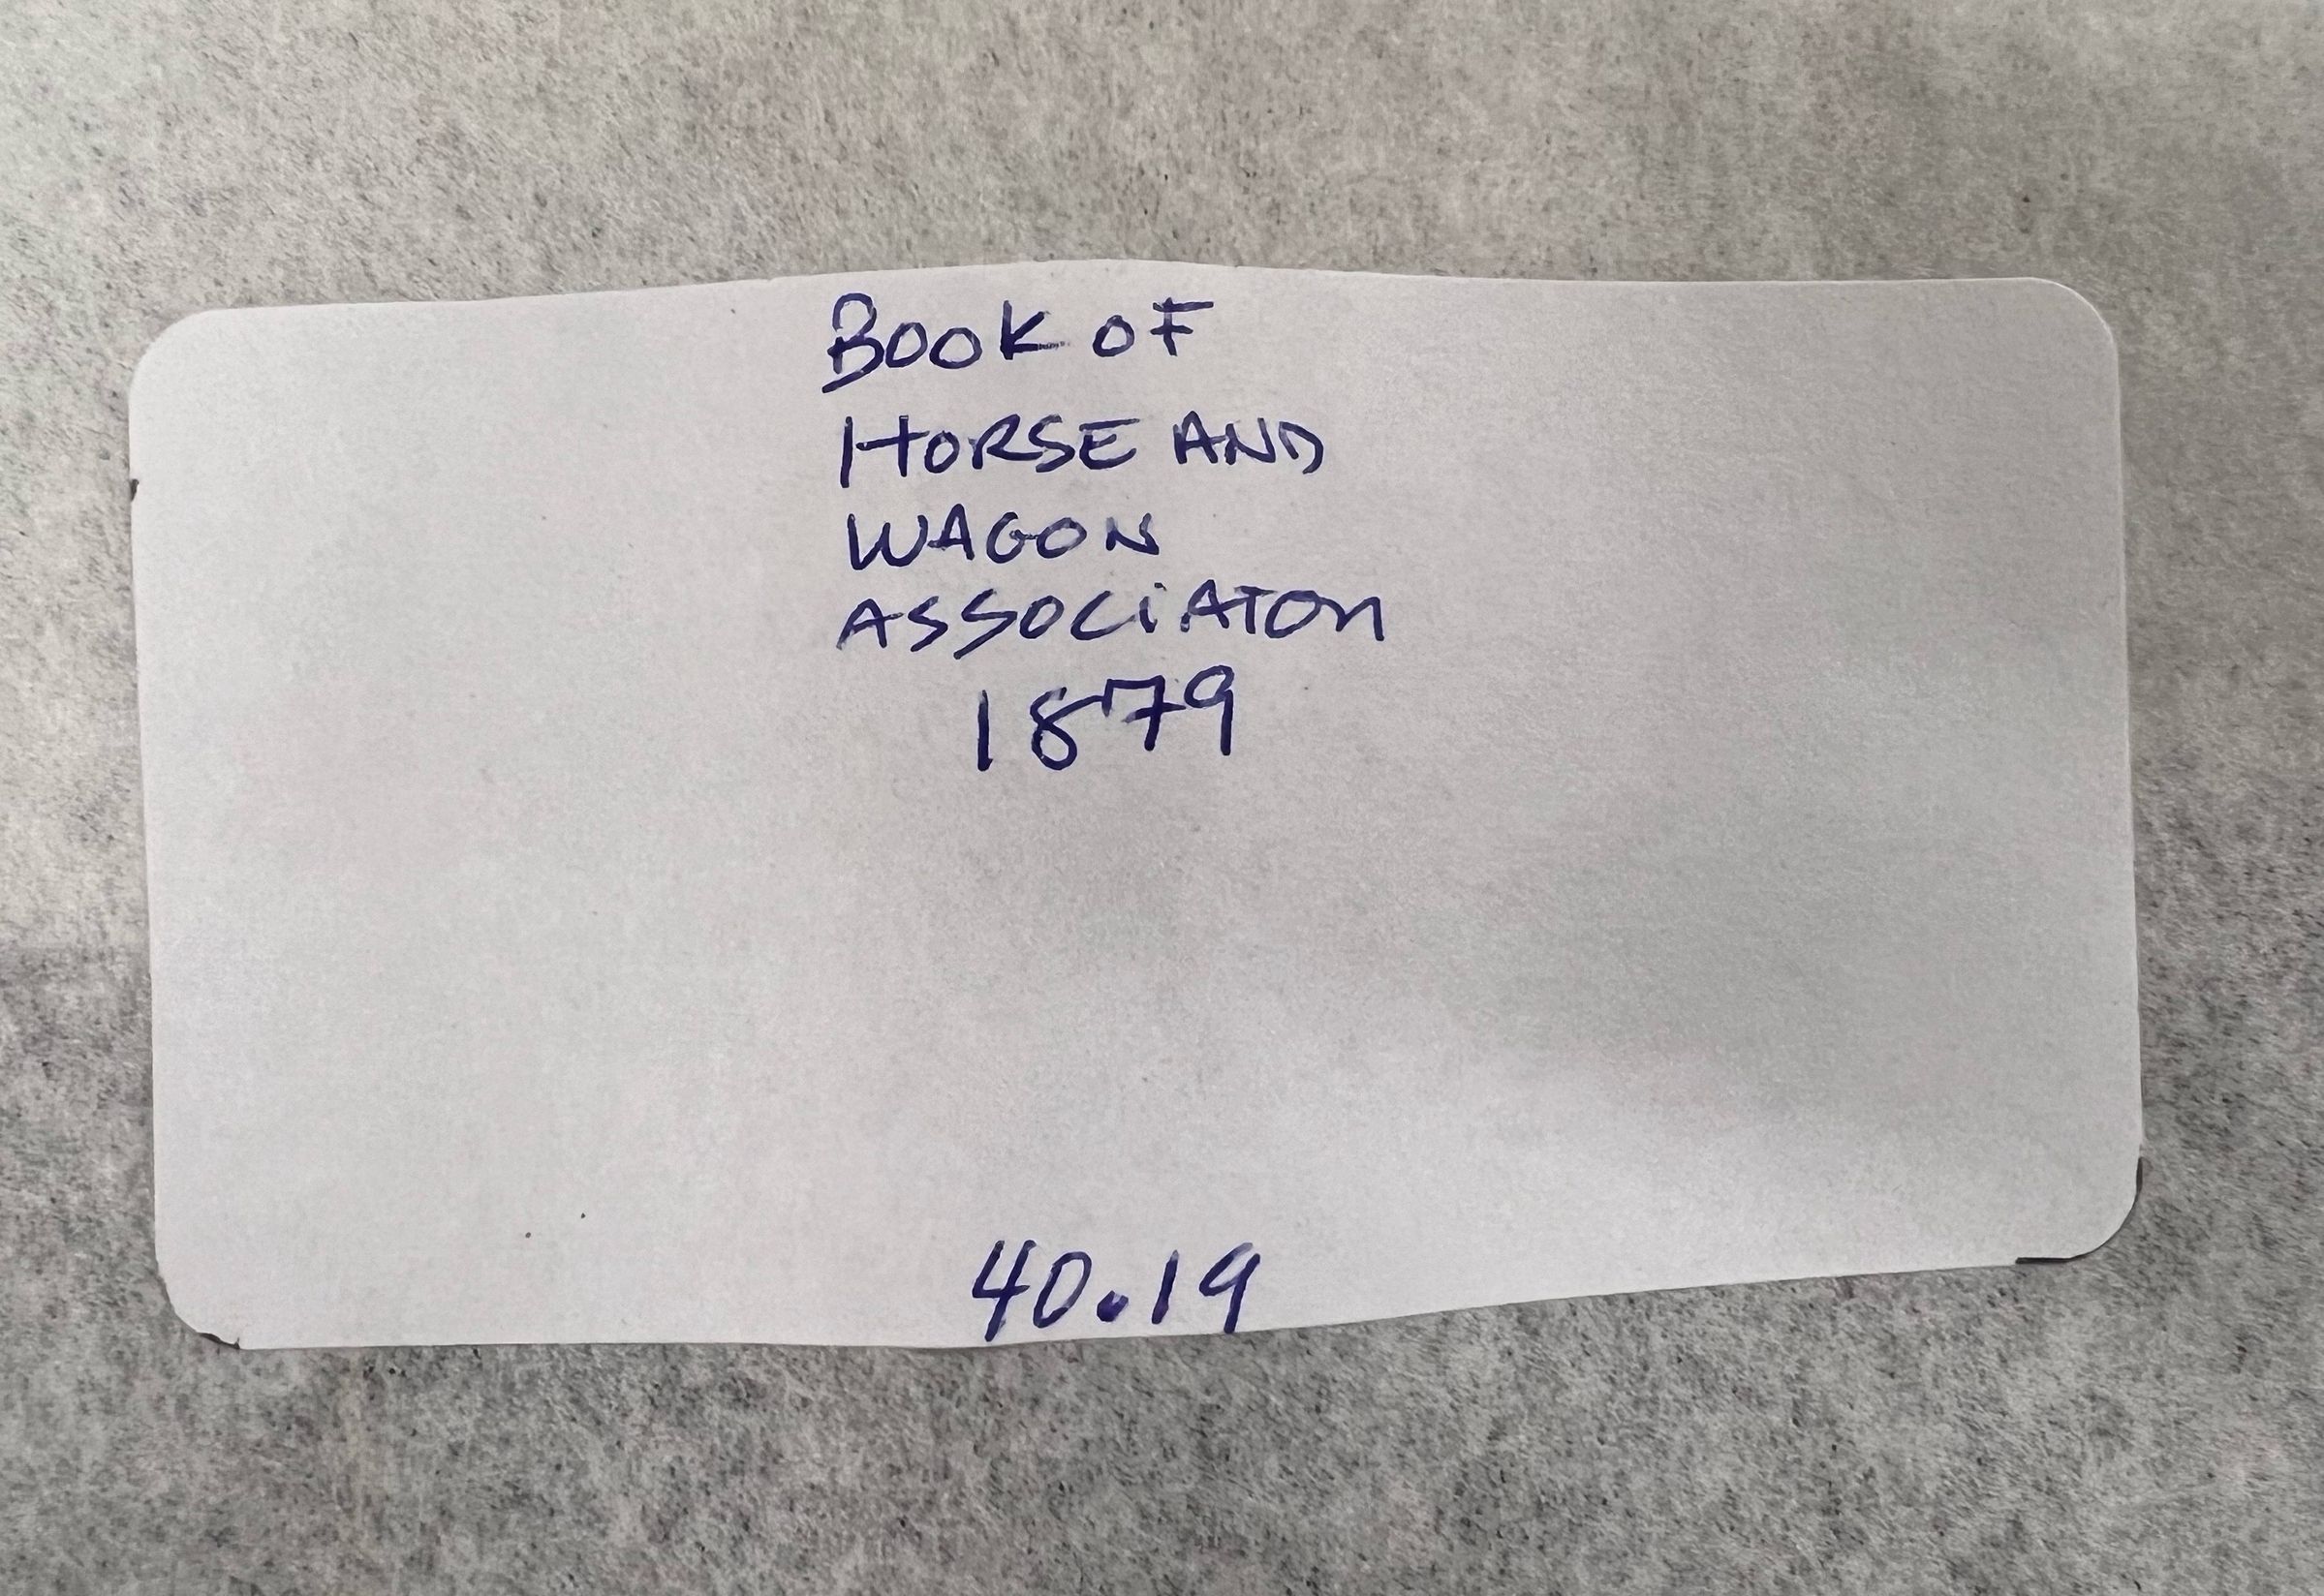 BOOK OF
HORSE AND
WAGON
ASSOCiATON
1879
40.19